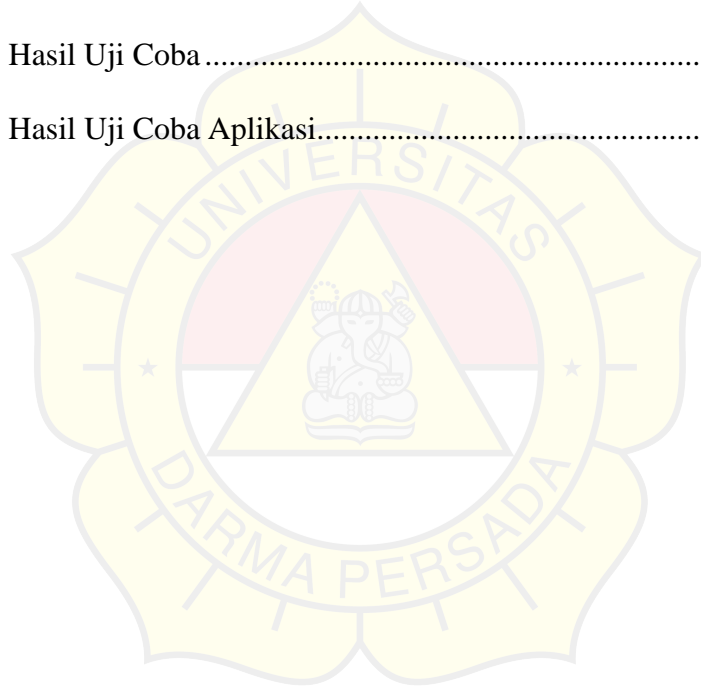 Hasil Uji Coba..............................................................
Hasil Uji Coba Aplikasi................................................
UNIVERSITAS
DARMA PERSADA